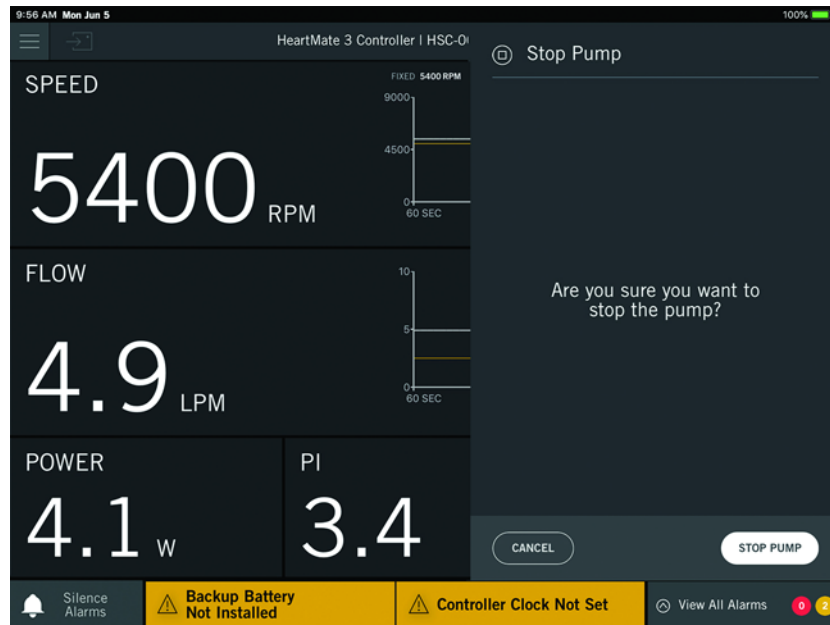 9:56 AM Mon Jun 5
100%
HeartMate 3 Controller | HSC-0
Stop Pump
SPEED
FIXED 5400 RPM
9000
4500
0
60 SEC
5400 RPM
FLOW
10
5
0
60 SEC
4.9 LPM
Are you sure you want to
stop the pump?
POWER
4.1 W
PI
3.4
CANCEL
STOP PUMP
Silence
Alarms
Backup Battery
Not Installed
Controller Clock Not Set
View All Alarms
0
2